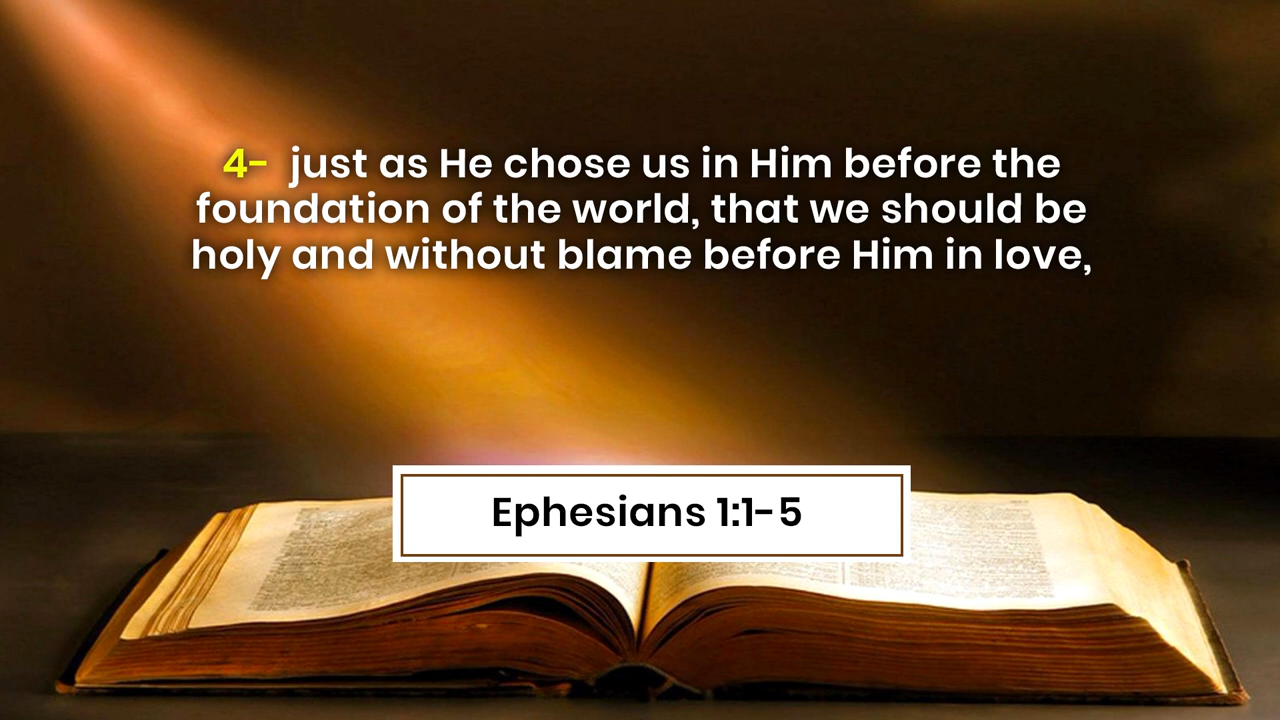 4- just as He chose us in Him before the
foundation of the world, that we should be
holy and without blame before Him in love,
Ephesians 1:1-5